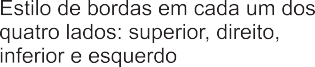 Estilo de bordas em cada um dos
quatro lados: superior, direito,
inferior e esquerdo